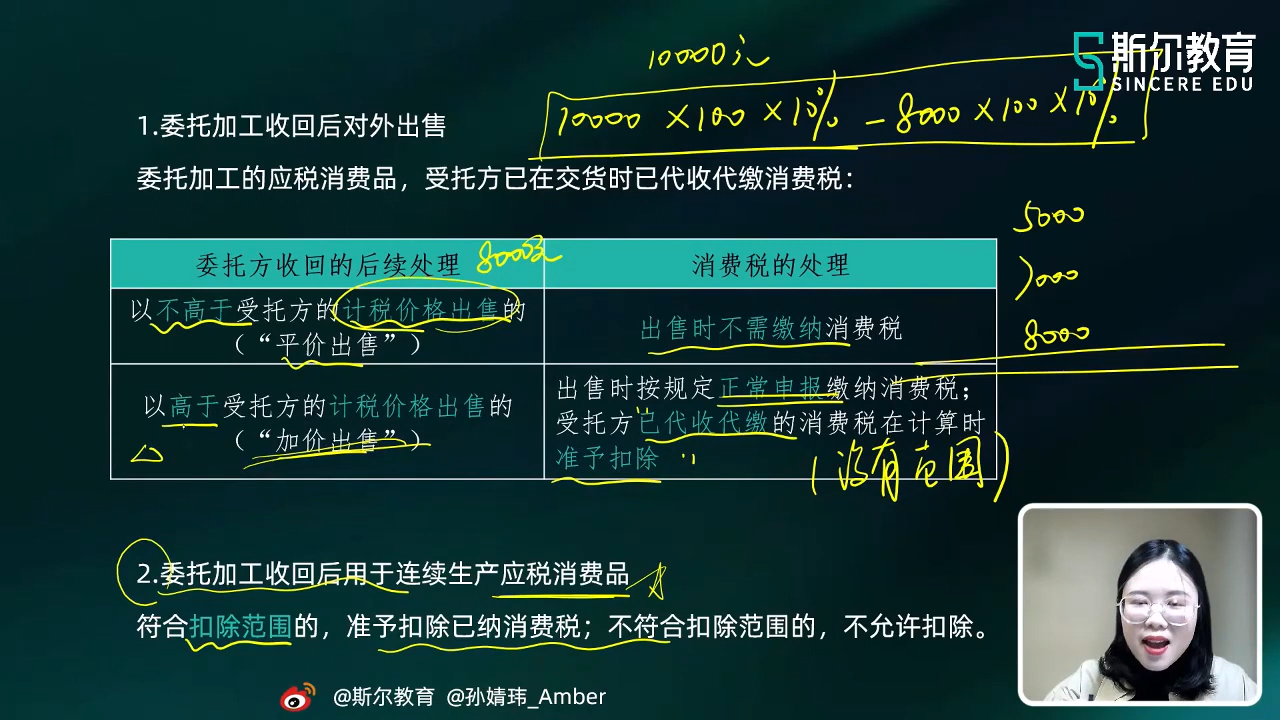 10000元
斯尔教育
SINCERE EDU
10000 × 100 × 10% - 8000 × 100 × 10%
1.委托加工收回后对外出售
委托加工的应税消费品，受托方已在交货时已代收代缴消费税：
5000
委托方收回的后续处理 8000元 消费税的处理
7000
以不高于受托方的计税价格出售的
（“平价出售”）
出售时不需缴纳消费税
8000
以高于受托方的计税价格出售的
（“加价出售”）
出售时按规定正常申报缴纳消费税；
受托方已代收代缴的消费税在计算时
准予扣除
（没有范围）
2.委托加工收回后用于连续生产应税消费品
符合扣除范围的，准予扣除已纳消费税；不符合扣除范围的，不允许扣除。
@斯尔教育 @孙婧玮_Amber